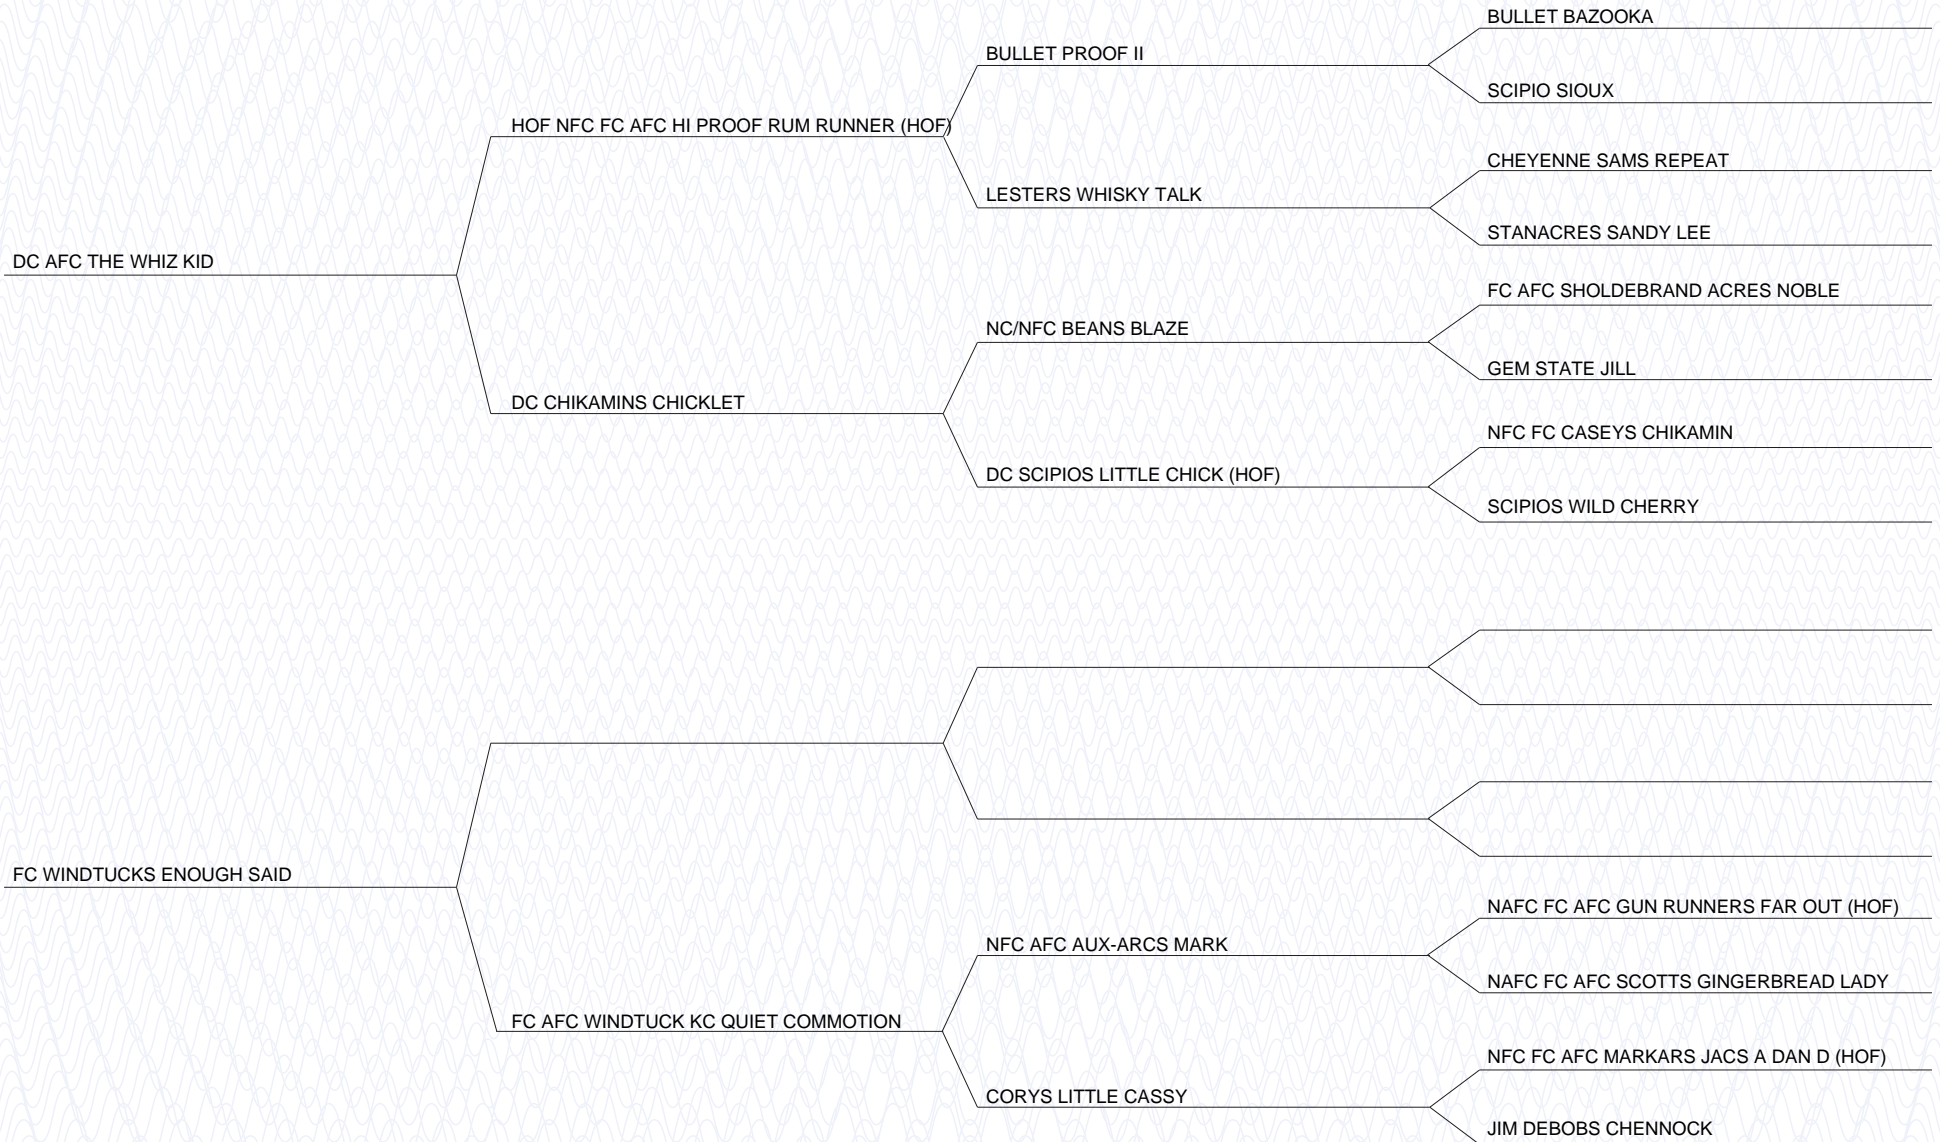 BULLET BAZOOKA
BULLET PROOF II
SCIPIO SIOUX
HOF NFC FC AFC HI PROOF RUM RUNNER (HOF)
CHEYENNE SAMS REPEAT
LESTERS WHISKY TALK
STANACRES SANDY LEE
DC AFC THE WHIZ KID
FC AFC SHOLDEBRAND ACRES NOBLE
NC/NFC BEANS BLAZE
GEM STATE JILL
DC CHIKAMINS CHICKLET
NFC FC CASEYS CHIKAMIN
DC SCIPIOS LITTLE CHICK (HOF)
SCIPIOS WILD CHERRY
FC WINDTUCKS ENOUGH SAID
NAFC FC AFC GUN RUNNERS FAR OUT (HOF)
NFC AFC AUX-ARCS MARK
NAFC FC AFC SCOTTS GINGERBREAD LADY
FC AFC WINDTUCK KC QUIET COMMOTION
NFC FC AFC MARKARS JACS A DAN D (HOF)
CORYS LITTLE CASSY
JIM DEBOBS CHENNOCK